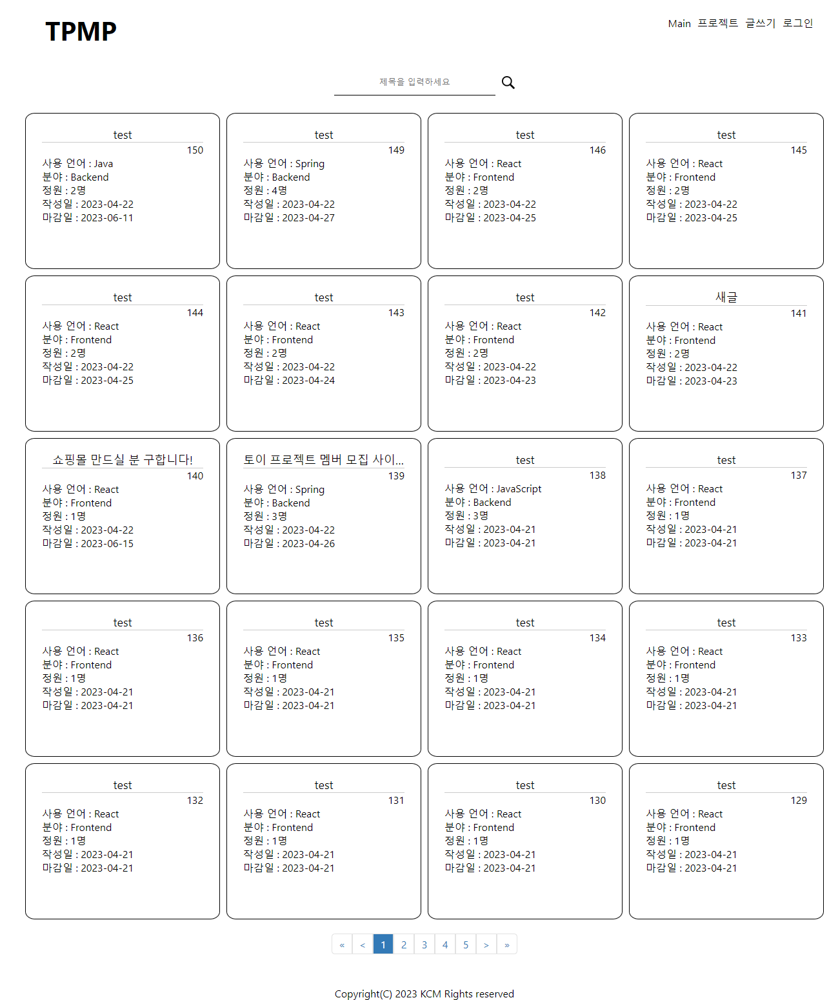 TPMP
Main 프로젝트 글쓰기 로그인
제목을 입력하세요
test
150
사용 언어 : Java
분야 : Backend
정원 : 2명
작성일 : 2023-04-22
마감일 : 2023-06-11
test
149
사용 언어 : Spring
분야 : Backend
정원 : 4명
작성일 : 2023-04-22
마감일 : 2023-04-27
test
146
사용 언어 : React
분야 : Frontend
정원 : 2명
작성일 : 2023-04-22
마감일 : 2023-04-25
test
145
사용 언어 : React
분야 : Frontend
정원 : 2명
작성일 : 2023-04-22
마감일 : 2023-04-25
test
144
사용 언어 : React
분야 : Frontend
정원 : 2명
작성일 : 2023-04-22
마감일 : 2023-04-25
test
143
사용 언어 : React
분야 : Frontend
정원 : 2명
작성일 : 2023-04-22
마감일 : 2023-04-24
test
142
사용 언어 : React
분야 : Frontend
정원 : 2명
작성일 : 2023-04-22
마감일 : 2023-04-23
새글
141
사용 언어 : React
분야 : Frontend
정원 : 2명
작성일 : 2023-04-22
마감일 : 2023-04-23
쇼핑몰 만드실 분 구합니다!
140
사용 언어 : React
분야 : Frontend
정원 : 1명
작성일 : 2023-04-22
마감일 : 2023-06-15
토이 프로젝트 멤버 모집 사이...
139
사용 언어 : Spring
분야 : Backend
정원 : 3명
작성일 : 2023-04-22
마감일 : 2023-04-26
test
138
사용 언어 : JavaScript
분야 : Backend
정원 : 3명
작성일 : 2023-04-21
마감일 : 2023-04-21
test
137
사용 언어 : React
분야 : Frontend
정원 : 1명
작성일 : 2023-04-21
마감일 : 2023-04-21
test
136
사용 언어 : React
분야 : Frontend
정원 : 1명
작성일 : 2023-04-21
마감일 : 2023-04-21
test
135
사용 언어 : React
분야 : Frontend
정원 : 1명
작성일 : 2023-04-21
마감일 : 2023-04-21
test
134
사용 언어 : React
분야 : Frontend
정원 : 1명
작성일 : 2023-04-21
마감일 : 2023-04-21
test
133
사용 언어 : React
분야 : Frontend
정원 : 1명
작성일 : 2023-04-21
마감일 : 2023-04-21
test
132
사용 언어 : React
분야 : Frontend
정원 : 1명
작성일 : 2023-04-21
마감일 : 2023-04-21
test
131
사용 언어 : React
분야 : Frontend
정원 : 1명
작성일 : 2023-04-21
마감일 : 2023-04-21
test
130
사용 언어 : React
분야 : Frontend
정원 : 1명
작성일 : 2023-04-21
마감일 : 2023-04-21
test
129
사용 언어 : React
분야 : Frontend
정원 : 1명
작성일 : 2023-04-21
마감일 : 2023-04-21
« < 1 2 3 4 5 > »
Copyright(C) 2023 KCM Rights reserved